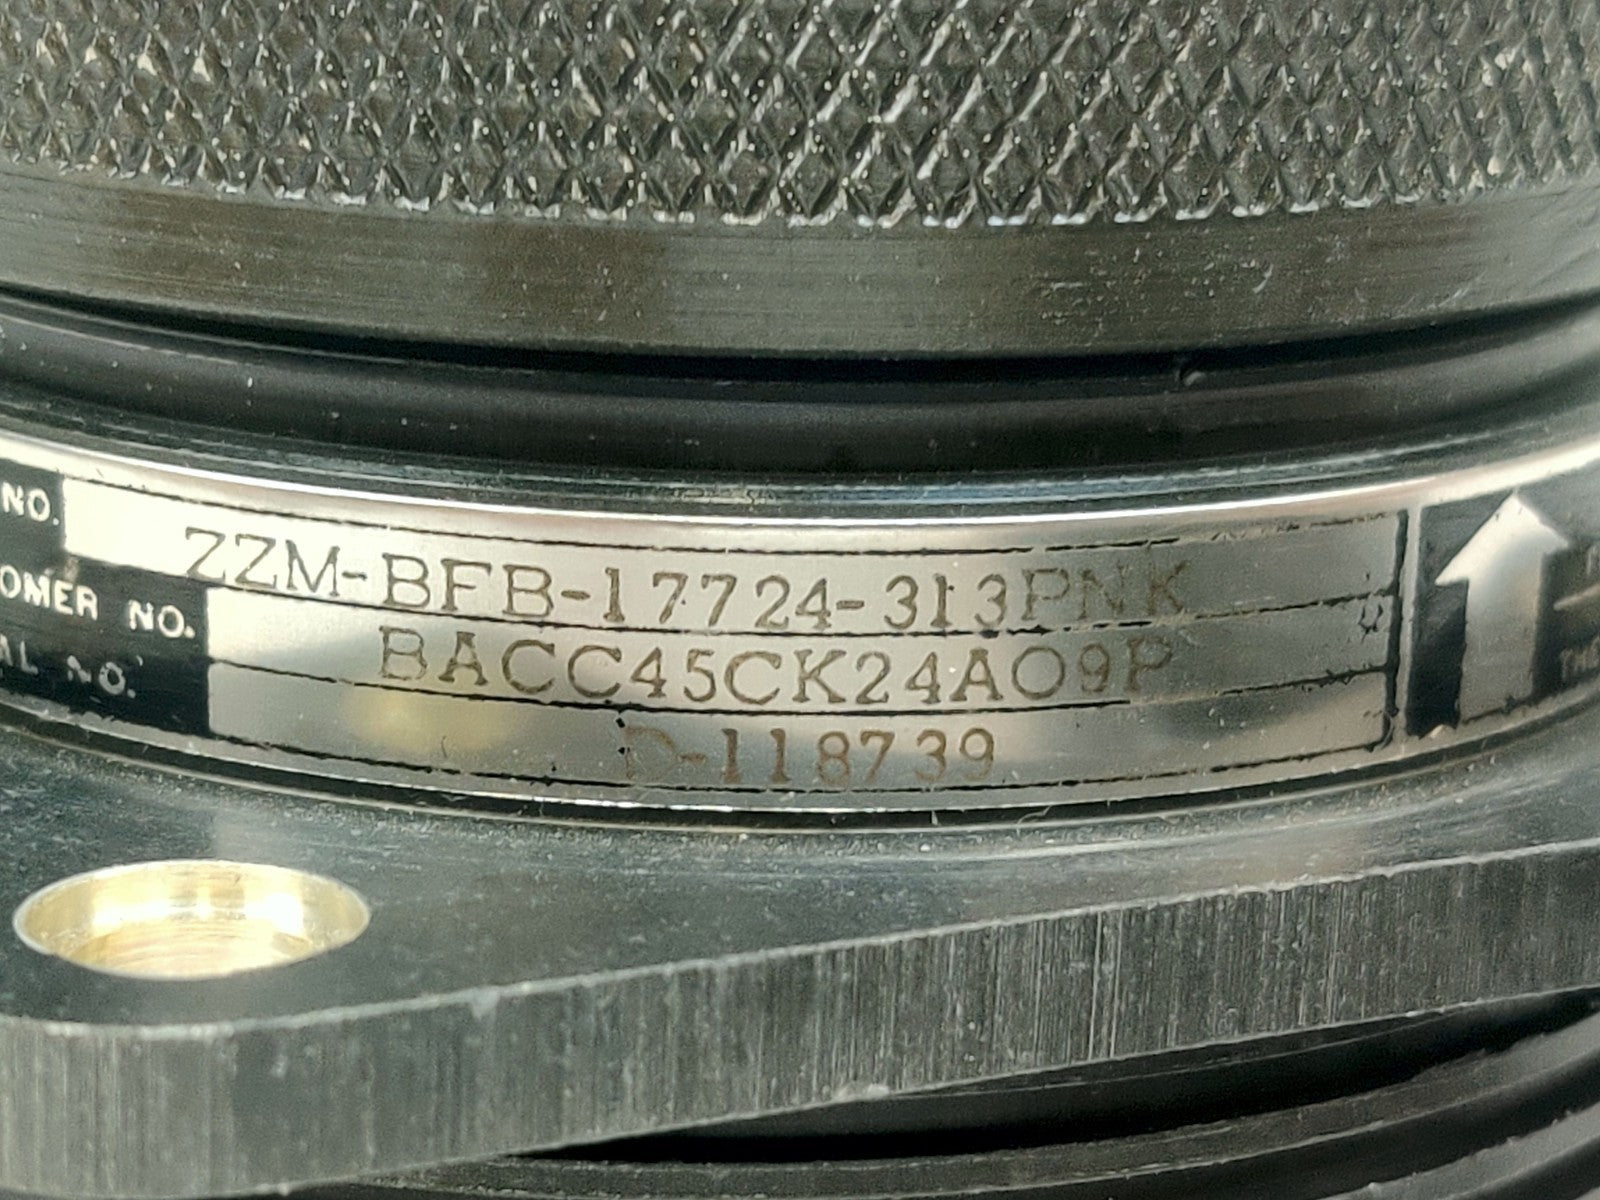 NO. ZZM-BFB-17724-313PNK
OMER NO. BACC45CK24A09P
AL NO. D-118739